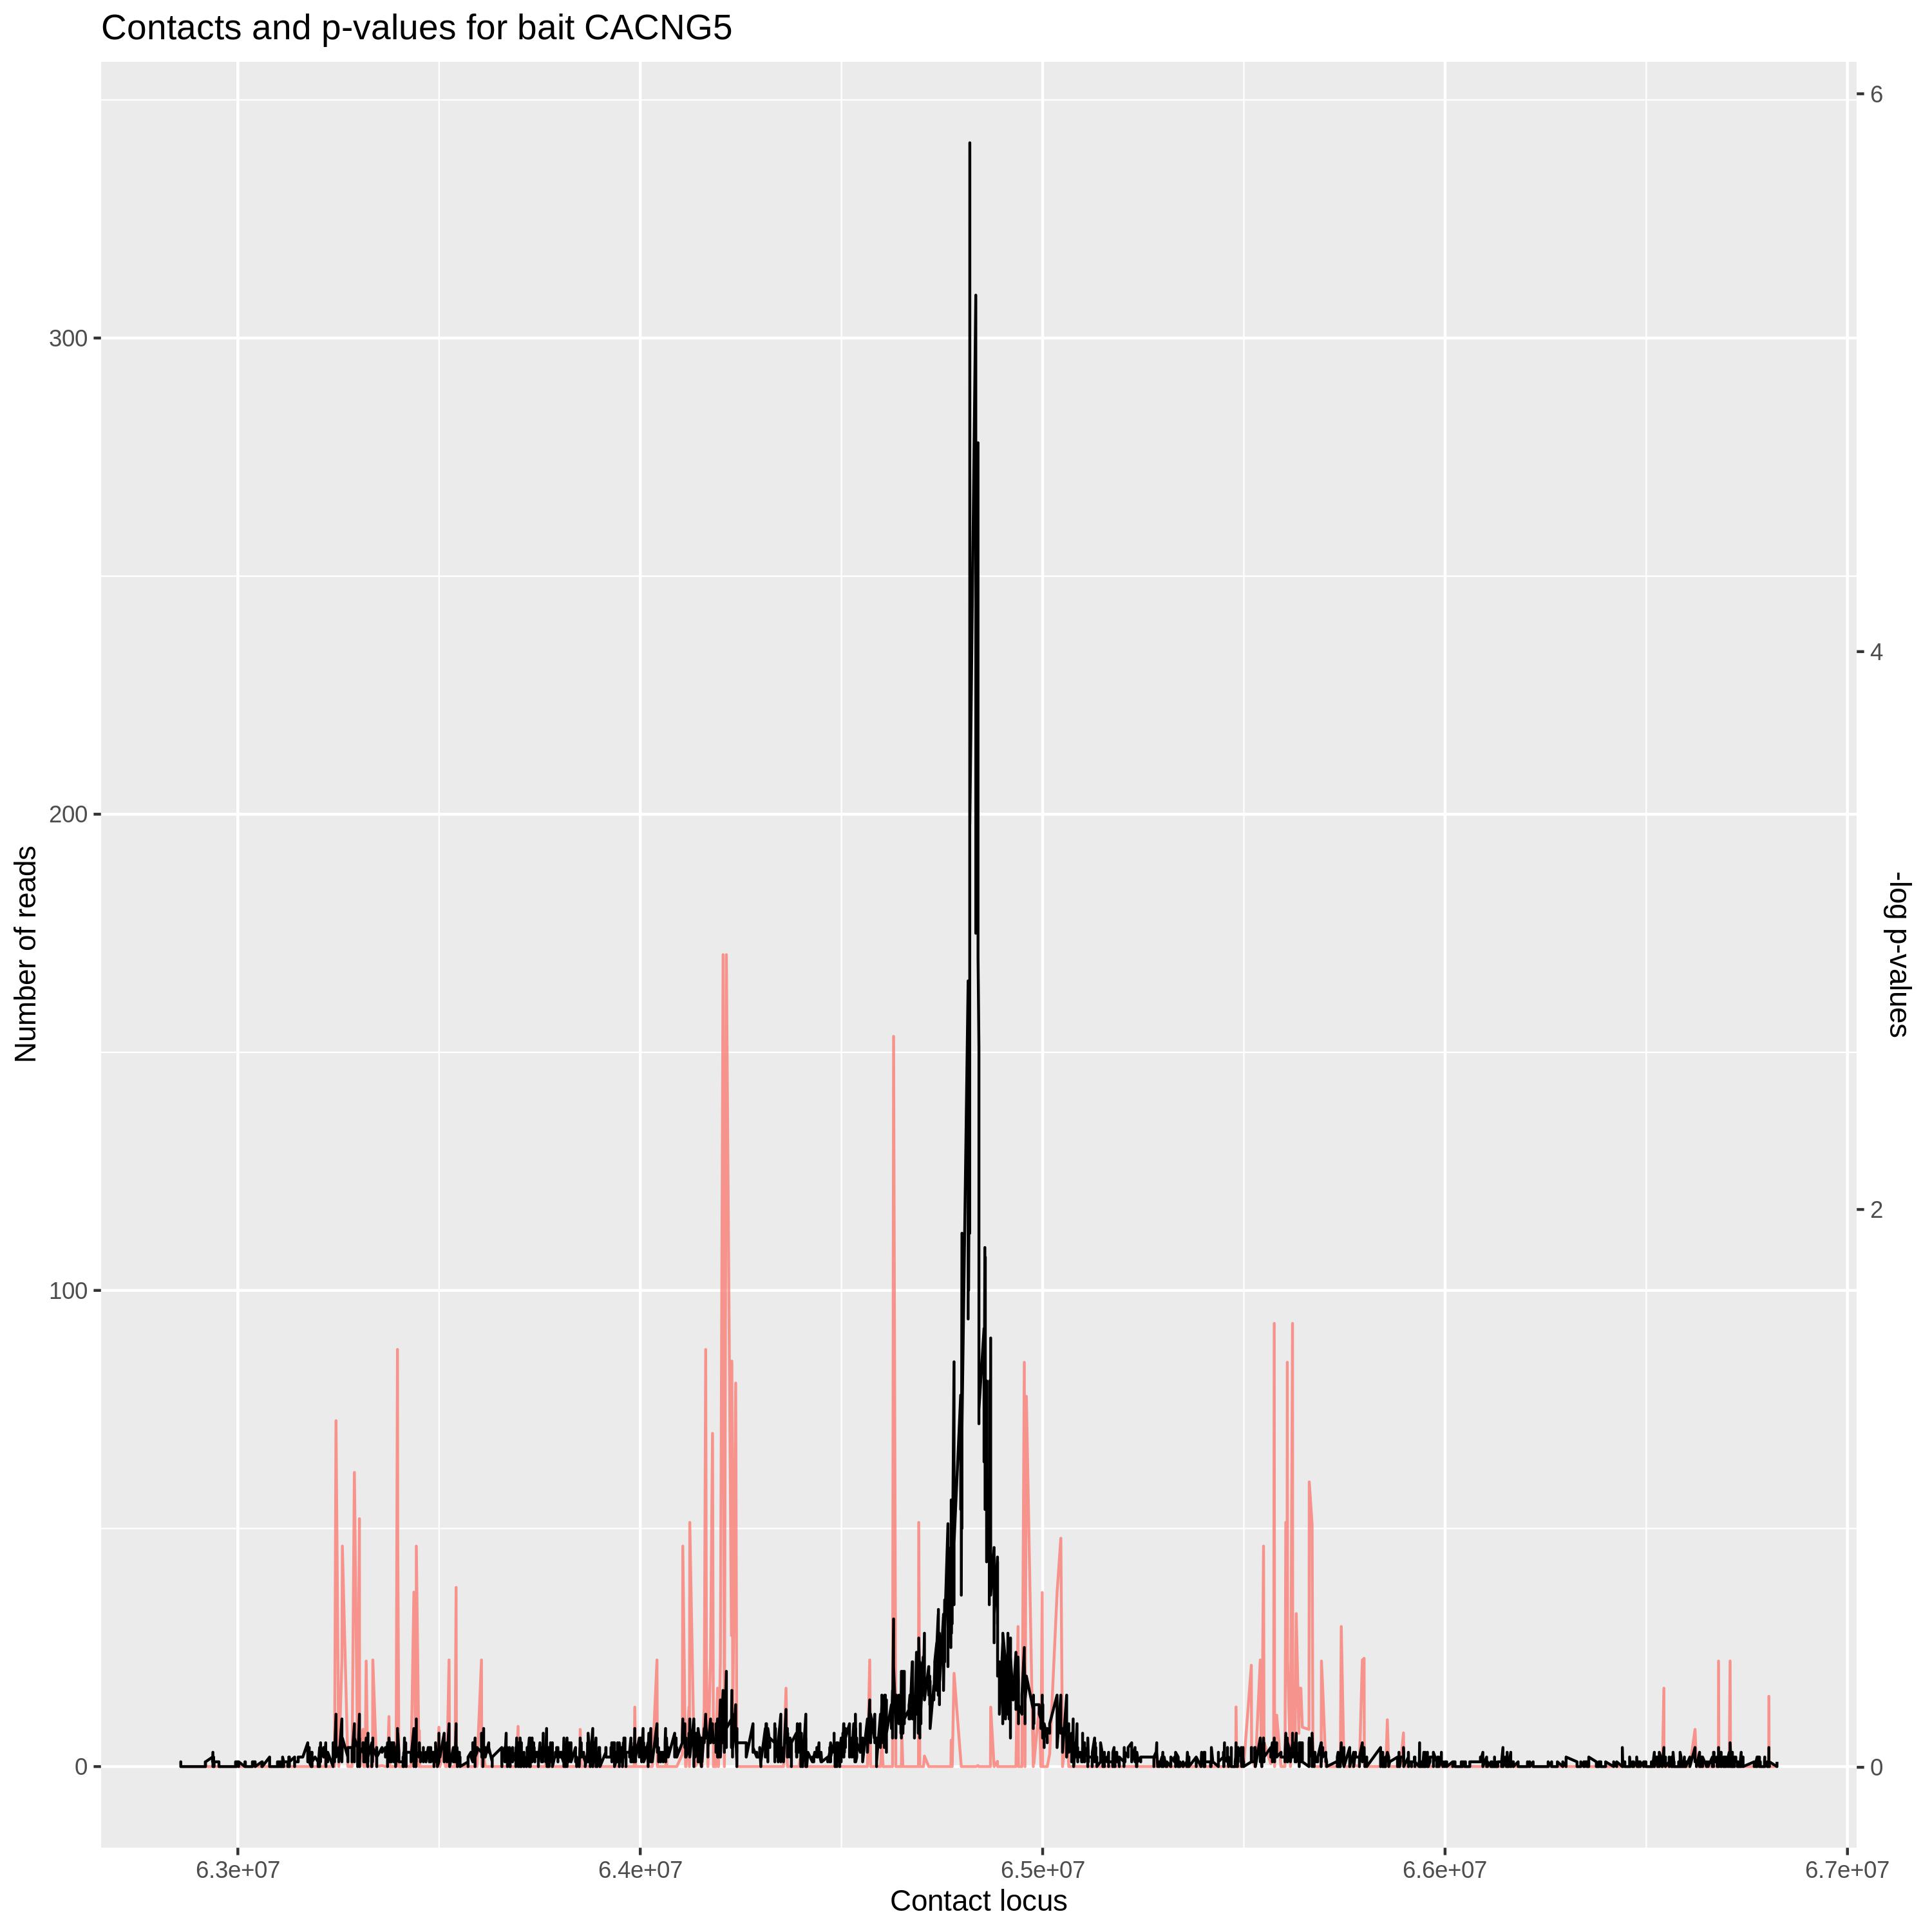 Contacts and p-values for bait CACNG5
Number of reads
300
200
100
0
6
4
2
0
-log p-values
6.3e+07
6.4e+07
6.5e+07
6.6e+07
6.7e+07
Contact locus